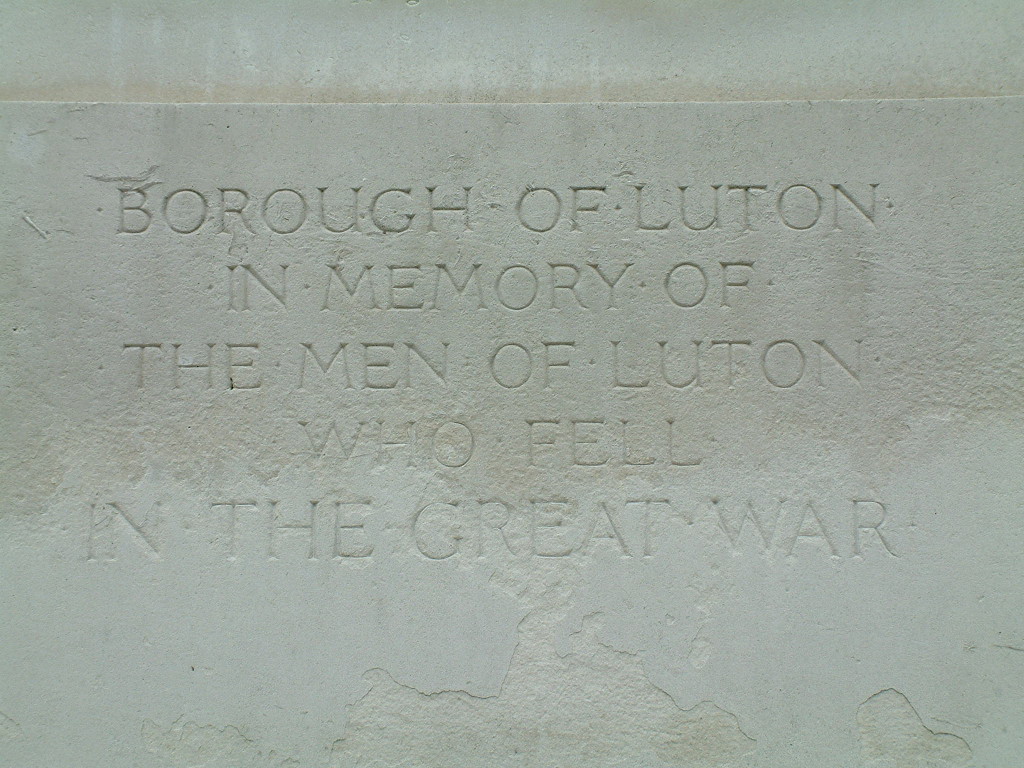 ·BOROUGH·OF·LUTON·
·IN·MEMORY·OF·
·THE·MEN·OF·LUTON·
·WHO·FELL·
·IN·THE·GREAT·WAR·